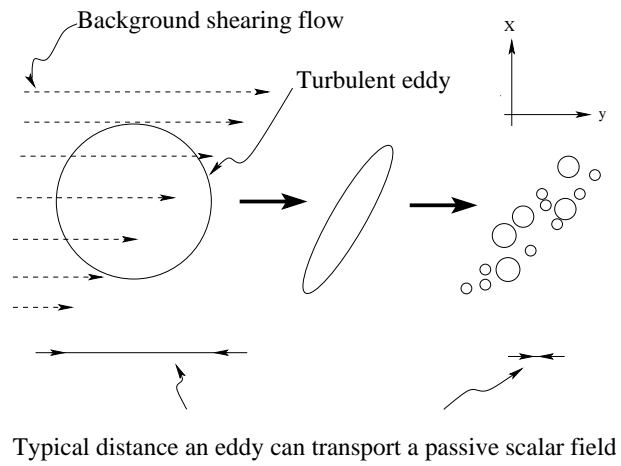 Background shearing flow
Turbulent eddy
X
y
Typical distance an eddy can transport a passive scalar field